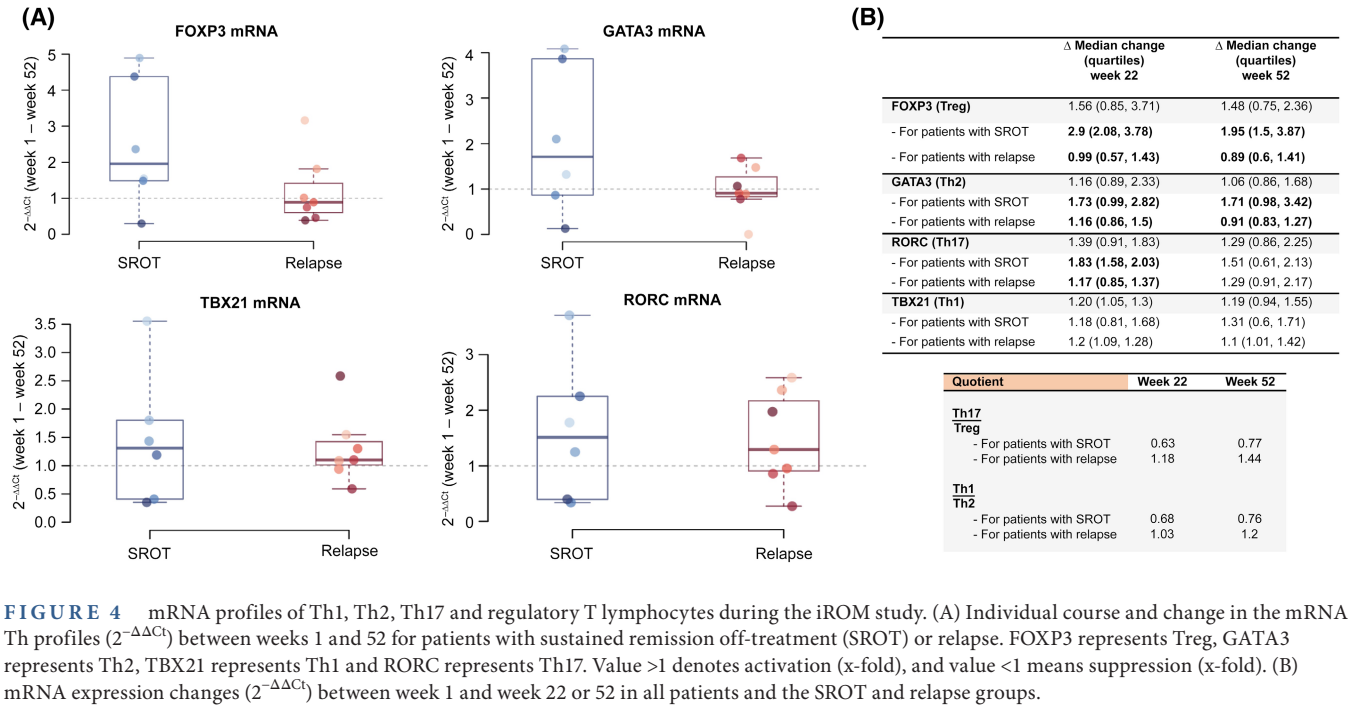 (A)
FOXP3 mRNA
2−ΔΔCt (week 1 – week 52)
5
4
3
2
1
0
SROT Relapse
GATA3 mRNA
2−ΔΔCt (week 1 – week 52)
4
3
2
1
0
SROT Relapse
TBX21 mRNA
2−ΔΔCt (week 1 – week 52)
3.5
3.0
2.5
2.0
1.5
1.0
0.5
0.0
SROT Relapse
RORC mRNA
2−ΔΔCt (week 1 – week 52)
3
2
1
0
SROT Relapse
(B)
Δ Median change Δ Median change
(quartiles) (quartiles)
week 22 week 52
FOXP3 (Treg) 1.56 (0.85, 3.71) 1.48 (0.75, 2.36)
- For patients with SROT 2.9 (2.08, 3.78) 1.95 (1.5, 3.87)
- For patients with relapse 0.99 (0.57, 1.43) 0.89 (0.6, 1.41)
GATA3 (Th2) 1.16 (0.89, 2.33) 1.06 (0.86, 1.68)
- For patients with SROT 1.73 (0.99, 2.82) 1.71 (0.98, 3.42)
- For patients with relapse 1.16 (0.86, 1.5) 0.91 (0.83, 1.27)
RORC (Th17) 1.39 (0.91, 1.83) 1.29 (0.86, 2.25)
- For patients with SROT 1.83 (1.58, 2.03) 1.51 (0.61, 2.13)
- For patients with relapse 1.17 (0.85, 1.37) 1.29 (0.91, 2.17)
TBX21 (Th1) 1.20 (1.05, 1.3) 1.19 (0.94, 1.55)
- For patients with SROT 1.18 (0.81, 1.68) 1.31 (0.6, 1.71)
- For patients with relapse 1.2 (1.09, 1.28) 1.1 (1.01, 1.42)
Quotient Week 22 Week 52
Th17
Treg
- For patients with SROT 0.63 0.77
- For patients with relapse 1.18 1.44
Th1
Th2
- For patients with SROT 0.68 0.76
- For patients with relapse 1.03 1.2
FIGURE 4 mRNA profiles of Th1, Th2, Th17 and regulatory T lymphocytes during the iROM study. (A) Individual course and change in the mRNA
Th profiles (2−ΔΔCt) between weeks 1 and 52 for patients with sustained remission off-treatment (SROT) or relapse. FOXP3 represents Treg, GATA3
represents Th2, TBX21 represents Th1 and RORC represents Th17. Value >1 denotes activation (x-fold), and value <1 means suppression (x-fold). (B)
mRNA expression changes (2−ΔΔCt) between week 1 and week 22 or 52 in all patients and the SROT and relapse groups.